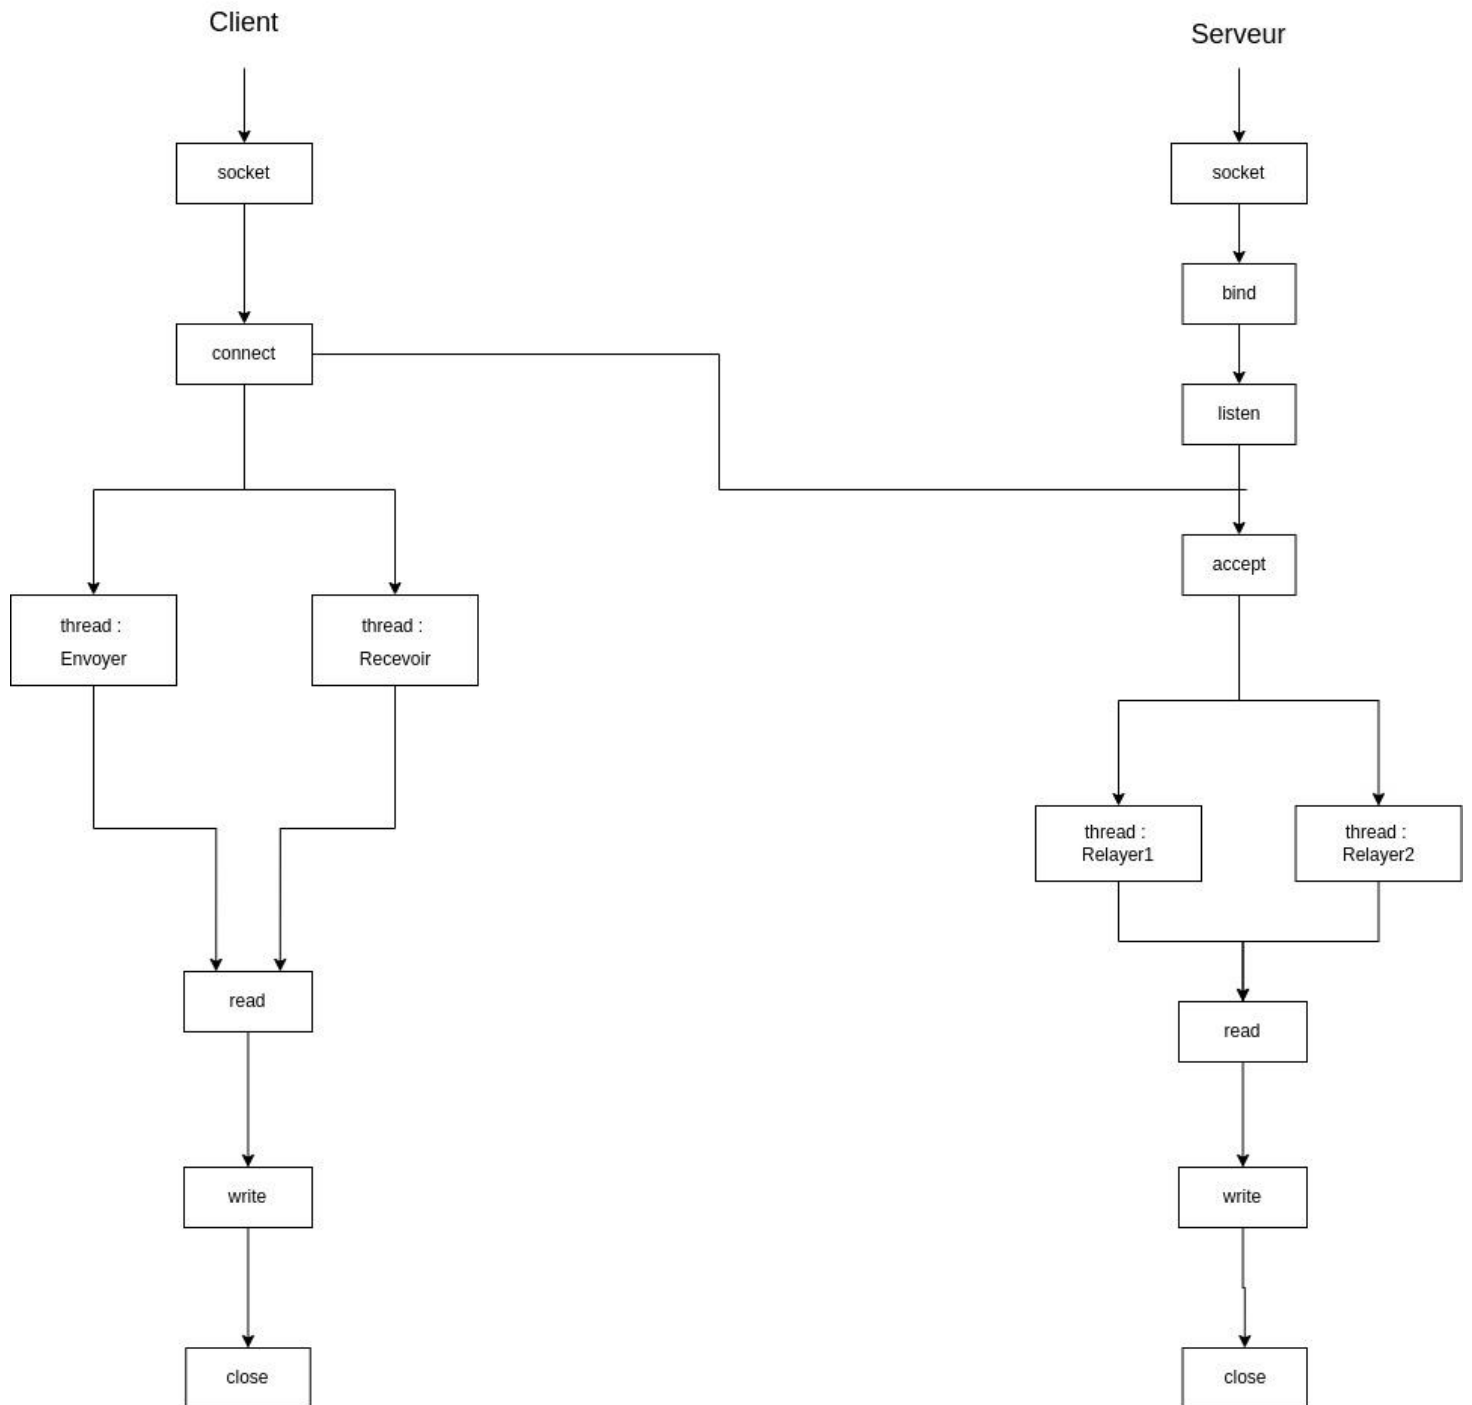 Client
socket
connect
thread :
Envoyer
thread :
Recevoir
read
write
close
Serveur
socket
bind
listen
accept
thread :
Relayer1
thread :
Relayer2
read
write
close